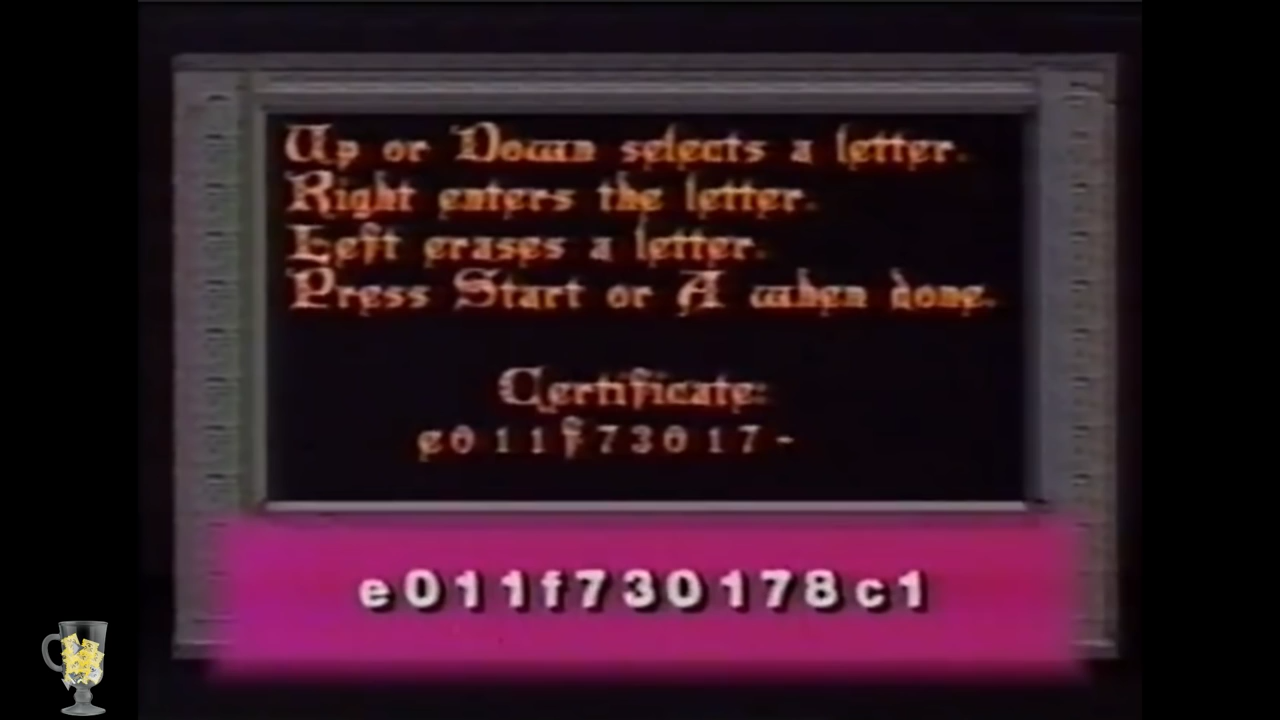 Up or Down selects a letter.
Right enters the letter.
Left erases a letter.
Press Start or A when done.
Certificate:
e011f73017-
e011f730178c1